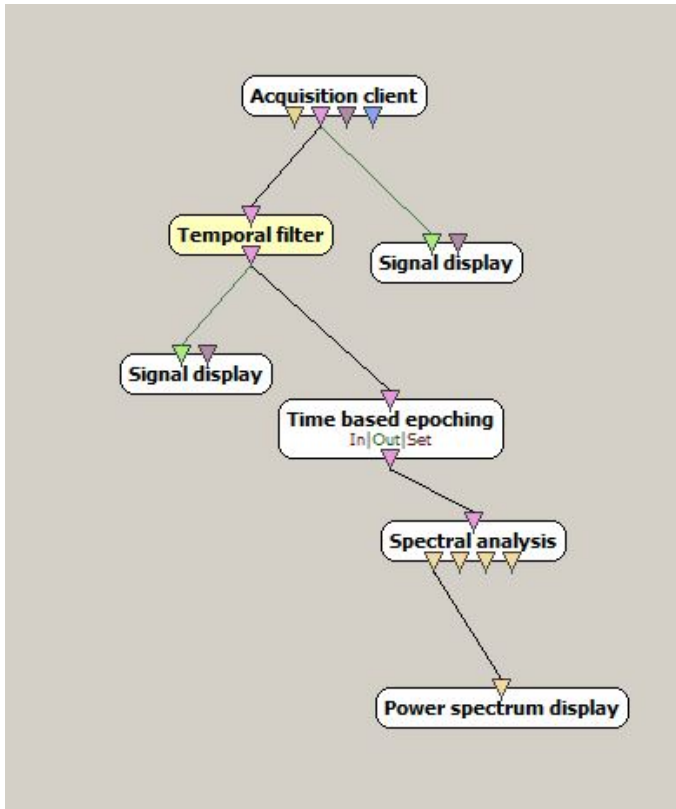 Acquisition client
Temporal filter
Signal display
Signal display
Time based epoching
In|Out|Set
Spectral analysis
Power spectrum display